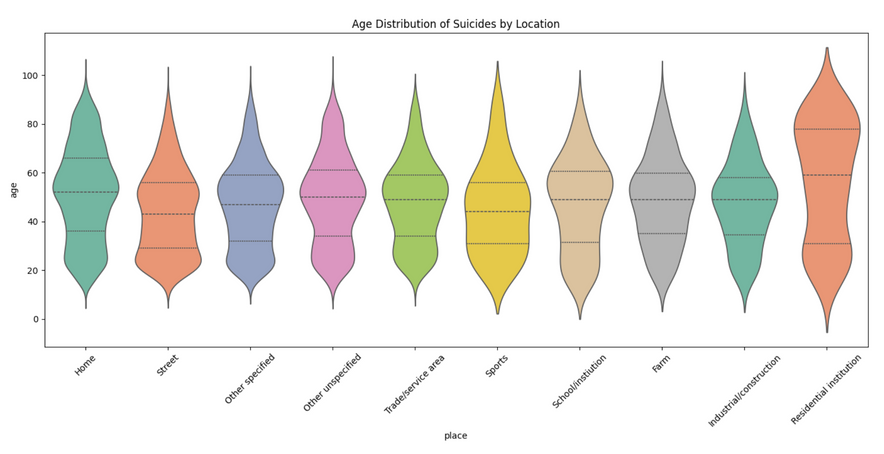 Age Distribution of Suicides by Location
100
80
60
40
20
0
age
Home
Street
Other specified
Other unspecified
Trade/service area
Sports
School/instiution
Farm
Industrial/construction
Residential institution
place